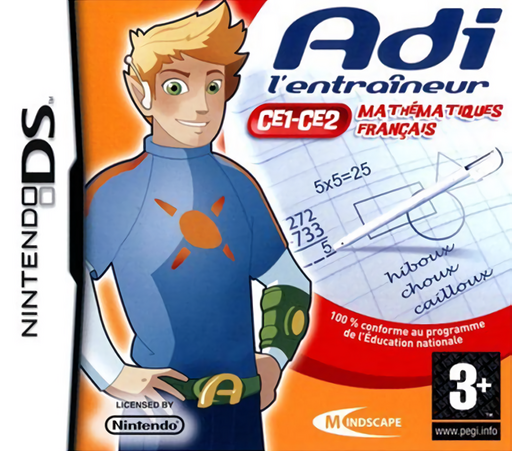 NINTENDO DS™
Adi
l'entraîneur
CE1-CE2
MATHÉMATIQUES
FRANÇAIS
5x5=25
272
-733
5
hiboux
choux
cailloux
100 % conforme au programme
de l'Éducation nationale
A
LICENSED BY
Nintendo®
MINDSCAPE
3+
www.pegi.info